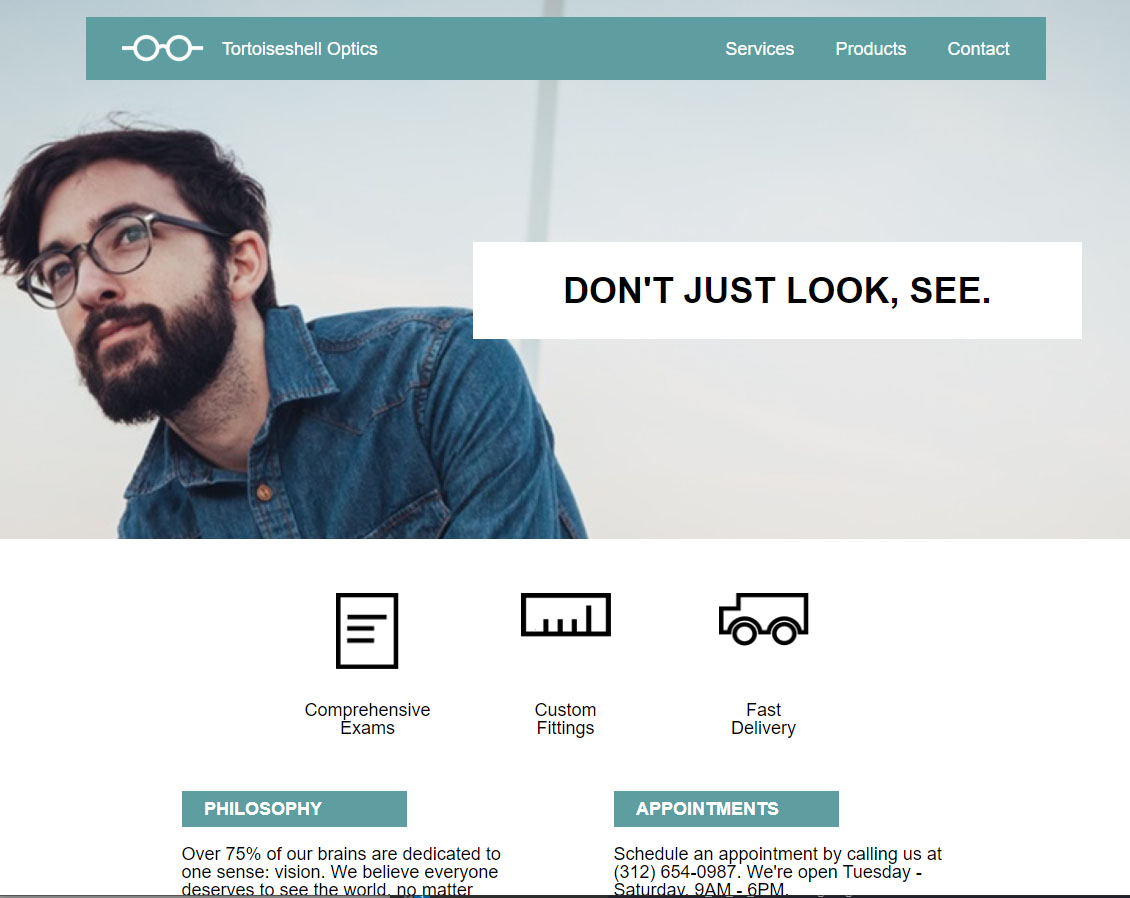 Tortoiseshell Optics
Services
Products
Contact
DON'T JUST LOOK, SEE.
Comprehensive
Exams
Custom
Fittings
Fast
Delivery
PHILOSOPHY
Over 75% of our brains are dedicated to
one sense: vision. We believe everyone
deserves to see the world, no matter
APPOINTMENTS
Schedule an appointment by calling us at
(312) 654-0987. We're open Tuesday -
Saturday, 9AM - 6PM.